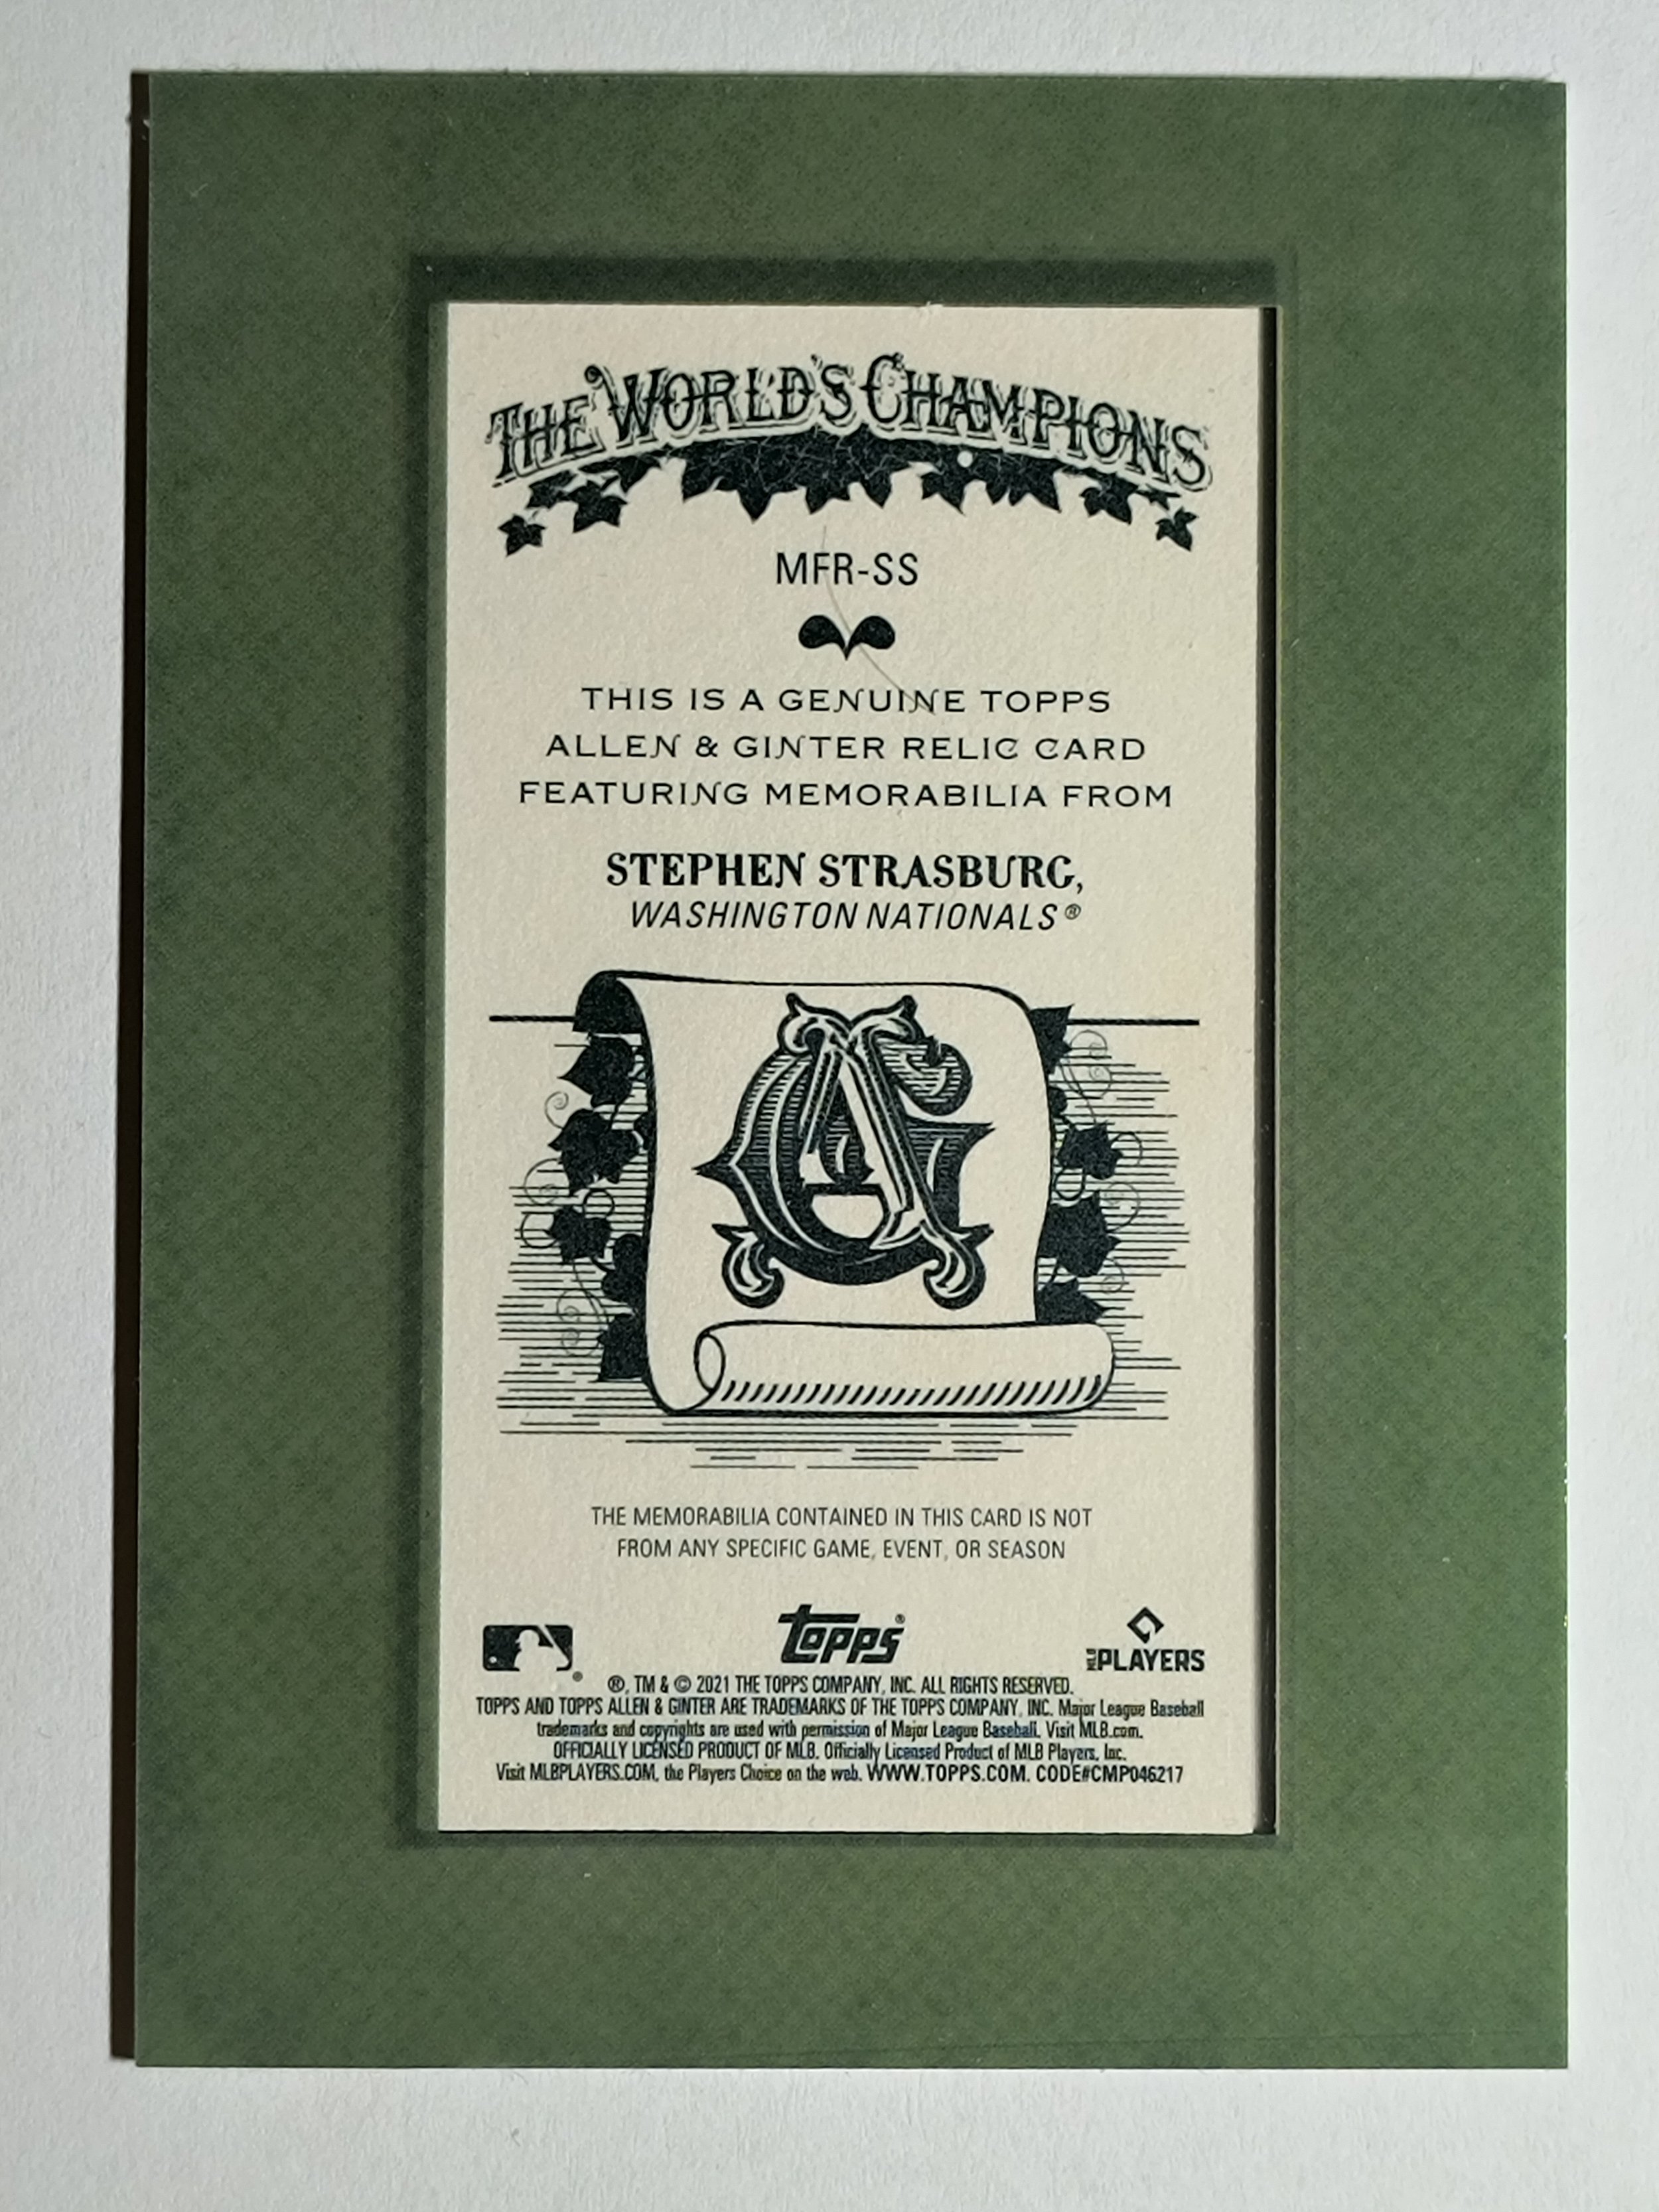 THE WORLD'S CHAMPIONS
MFR-SS
THIS IS A GENUINE TOPPS
ALLEN & GINTER RELIC CARD
FEATURING MEMORABILIA FROM
STEPHEN STRASBURG,
WASHINGTON NATIONALS®
AG
THE MEMORABILIA CONTAINED IN THIS CARD IS NOT
FROM ANY SPECIFIC GAME, EVENT, OR SEASON
®
Topps®
MLB PLAYERS
®, TM & © 2021 THE TOPPS COMPANY, INC. ALL RIGHTS RESERVED.
TOPPS AND TOPPS ALLEN & GINTER ARE TRADEMARKS OF THE TOPPS COMPANY, INC. Major League Baseball
trademarks and copyrights are used with permission of Major League Baseball. Visit MLB.com.
OFFICIALLY LICENSED PRODUCT OF MLB. Officially Licensed Product of MLB Players, Inc.
Visit MLBPLAYERS.COM, the Players Choice on the web. WWW.TOPPS.COM. CODE#CMP046217